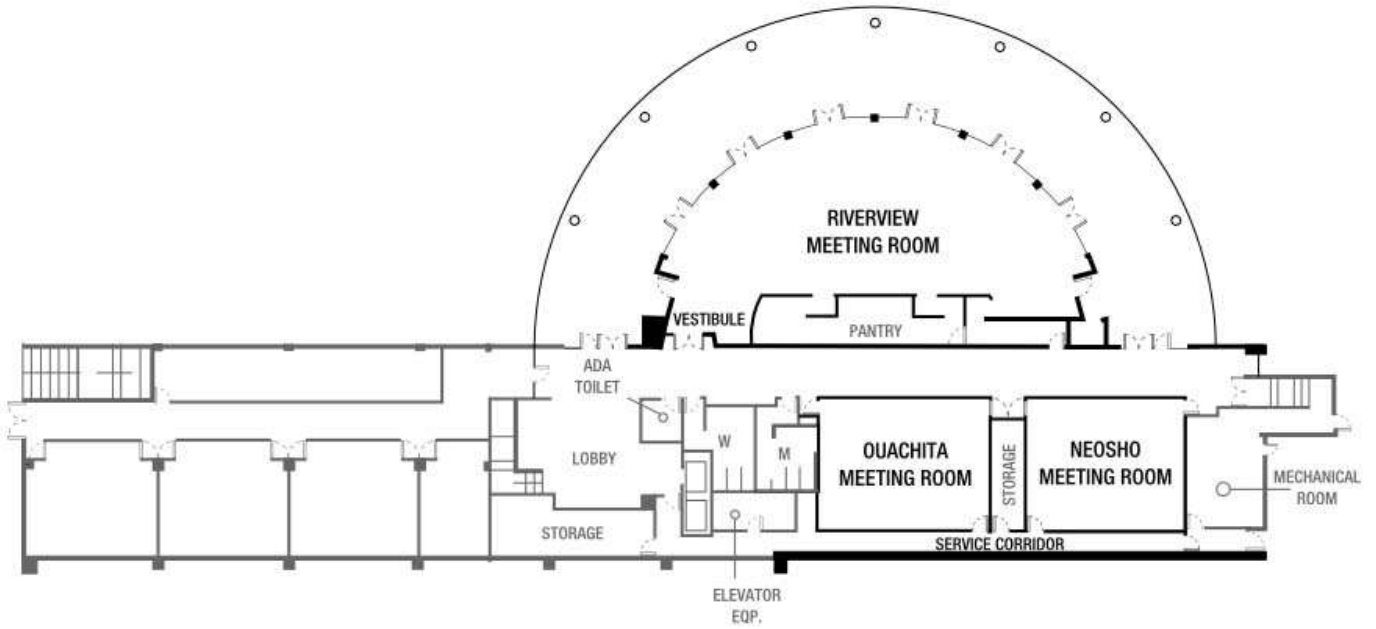 RIVERVIEW
MEETING ROOM
VESTIBULE
PANTRY
ADA
TOILET
W
M
LOBBY
OUACHITA
MEETING ROOM
STORAGE
NEOSHO
MEETING ROOM
MECHANICAL
ROOM
STORAGE
SERVICE CORRIDOR
ELEVATOR
EQP.